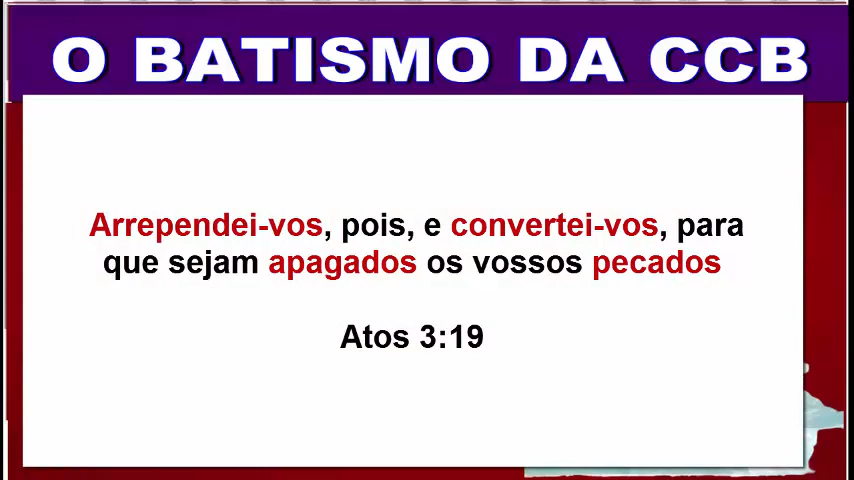 O BATISMO DA CCB
Arrependei-vos, pois, e convertei-vos, para
que sejam apagados os vossos pecados
Atos 3:19